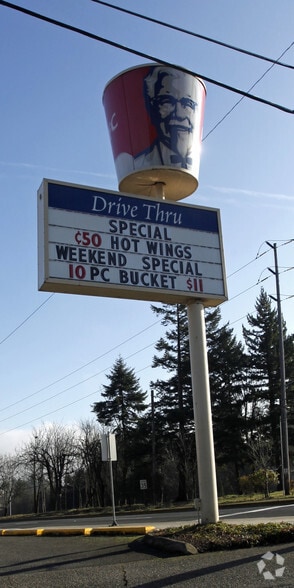 C
Drive Thru
SPECIAL
¢50 HOT WINGS
WEEKEND SPECIAL
10 PC BUCKET $11